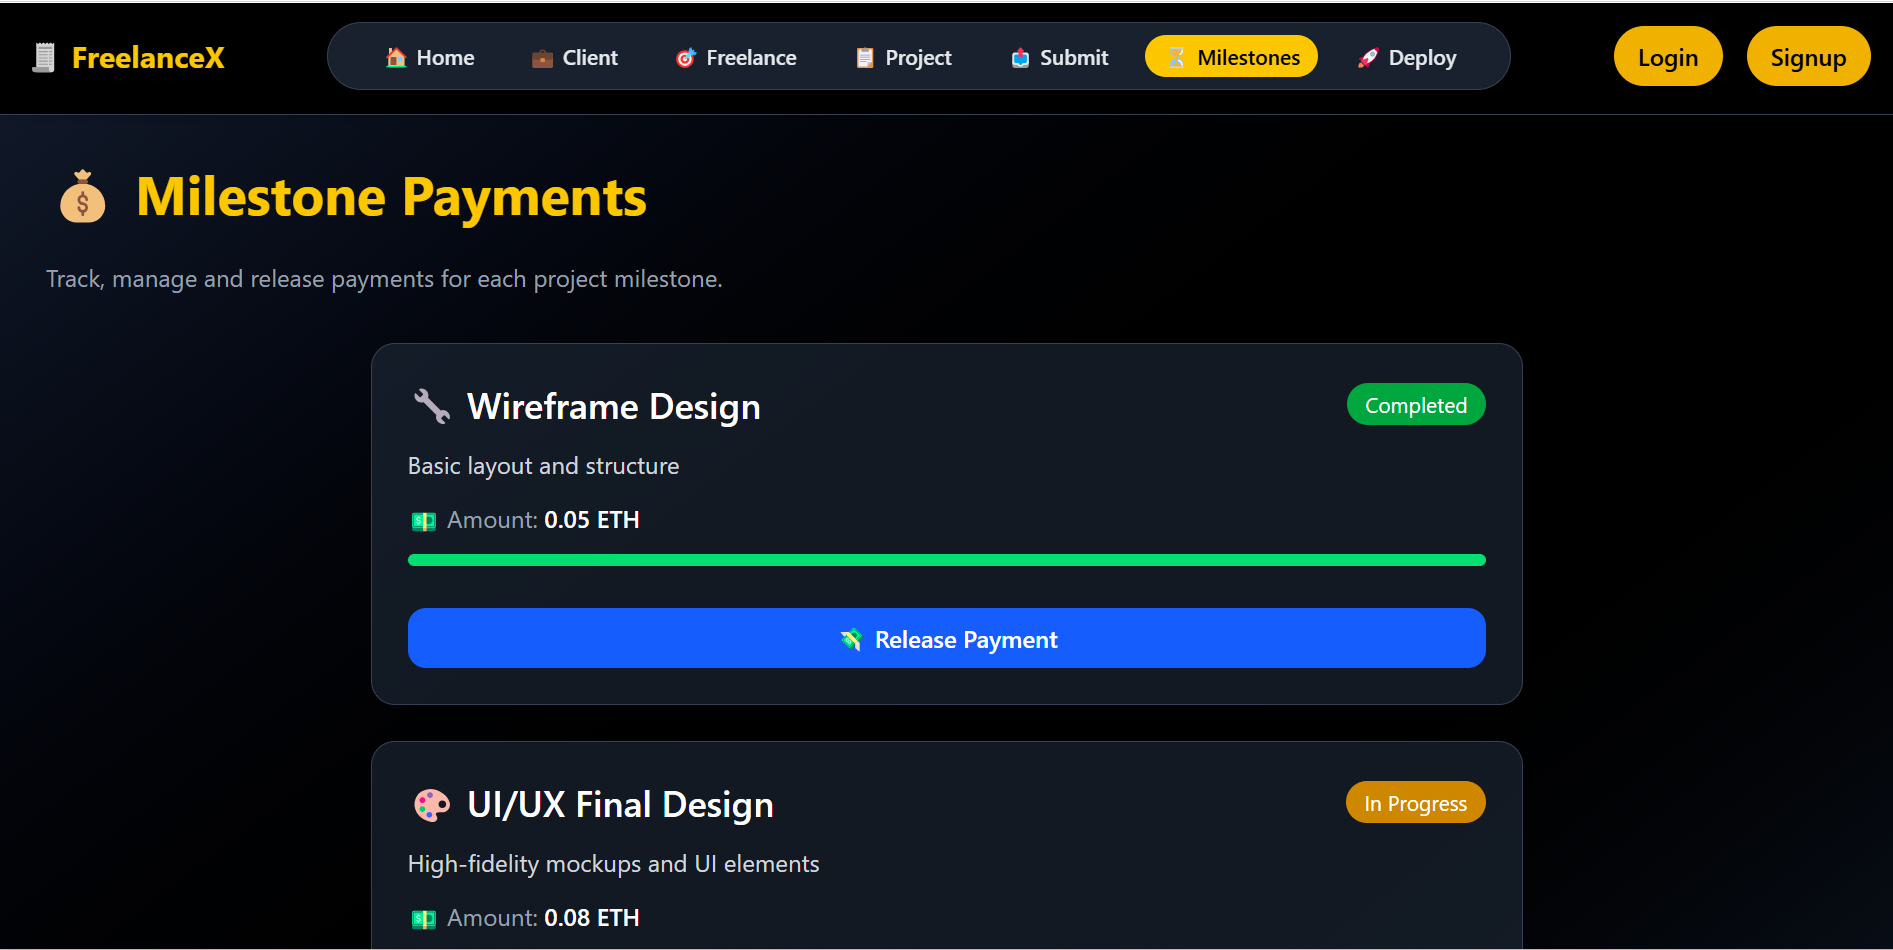 FreelanceX
Home
Client
Freelance
Project
Submit
Milestones
Deploy
Login
Signup
Milestone Payments
Track, manage and release payments for each project milestone.
Wireframe Design
Completed
Basic layout and structure
Amount: 0.05 ETH
Release Payment
UI/UX Final Design
In Progress
High-fidelity mockups and UI elements
Amount: 0.08 ETH